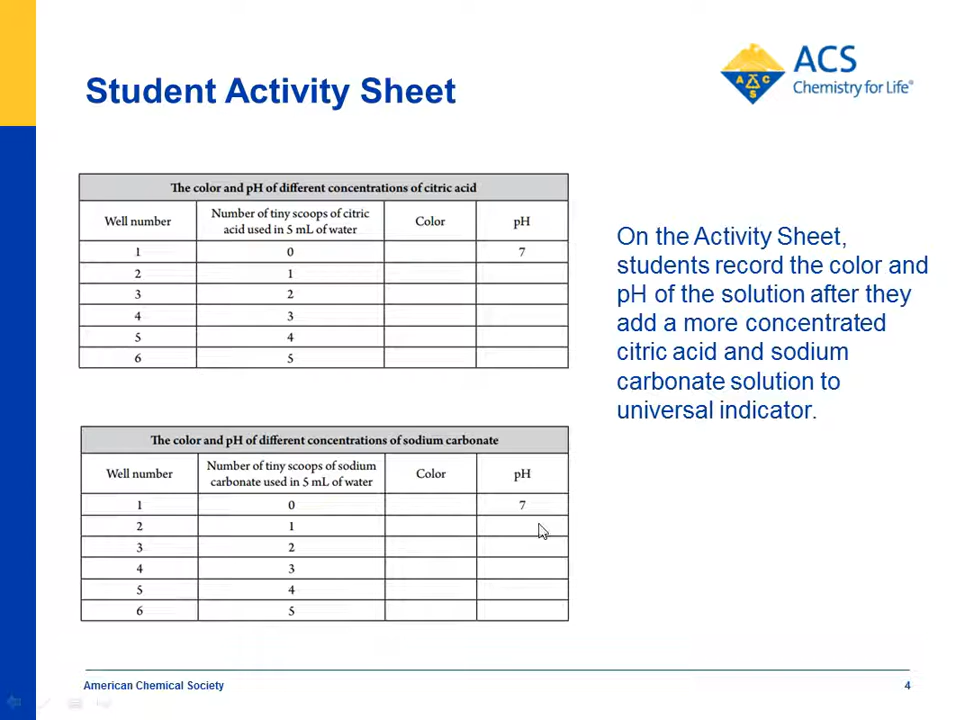 ACS
Chemistry for Life®
A C S
Student Activity Sheet
The color and pH of different concentrations of citric acid
Well number Number of tiny scoops of citric acid used in 5 mL of water Color pH
1 0 7
2 1
3 2
4 3
5 4
6 5
The color and pH of different concentrations of sodium carbonate
Well number Number of tiny scoops of sodium carbonate used in 5 mL of water Color pH
1 0 7
2 1
3 2
4 3
5 4
6 5
On the Activity Sheet,
students record the color and
pH of the solution after they
add a more concentrated
citric acid and sodium
carbonate solution to
universal indicator.
American Chemical Society
4